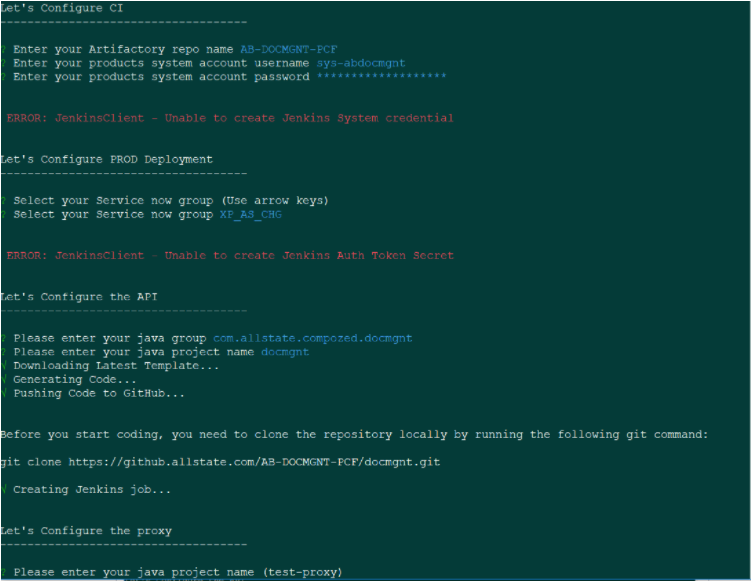 Let's Configure CI
------------------------------------
? Enter your Artifactory repo name AB-DOCMGNT-PCF
? Enter your products system account username sys-abdocmgnt
? Enter your products system account password *******************
ERROR: JenkinsClient - Unable to create Jenkins System credential
Let's Configure PROD Deployment
------------------------------------
? Select your Service now group (Use arrow keys)
? Select your Service now group XP_AS_CHG
ERROR: JenkinsClient - Unable to create Jenkins Auth Token Secret
Let's Configure the API
------------------------------------
? Please enter your java group com.allstate.compozed.docmgnt
? Please enter your java project name docmgnt
√ Downloading Latest Template...
√ Generating Code...
√ Pushing Code to GitHub...
Before you start coding, you need to clone the repository locally by running the following git command:
git clone https://github.allstate.com/AB-DOCMGNT-PCF/docmgnt.git
√ Creating Jenkins job...
Let's Configure the proxy
------------------------------------
? Please enter your java project name (test-proxy)